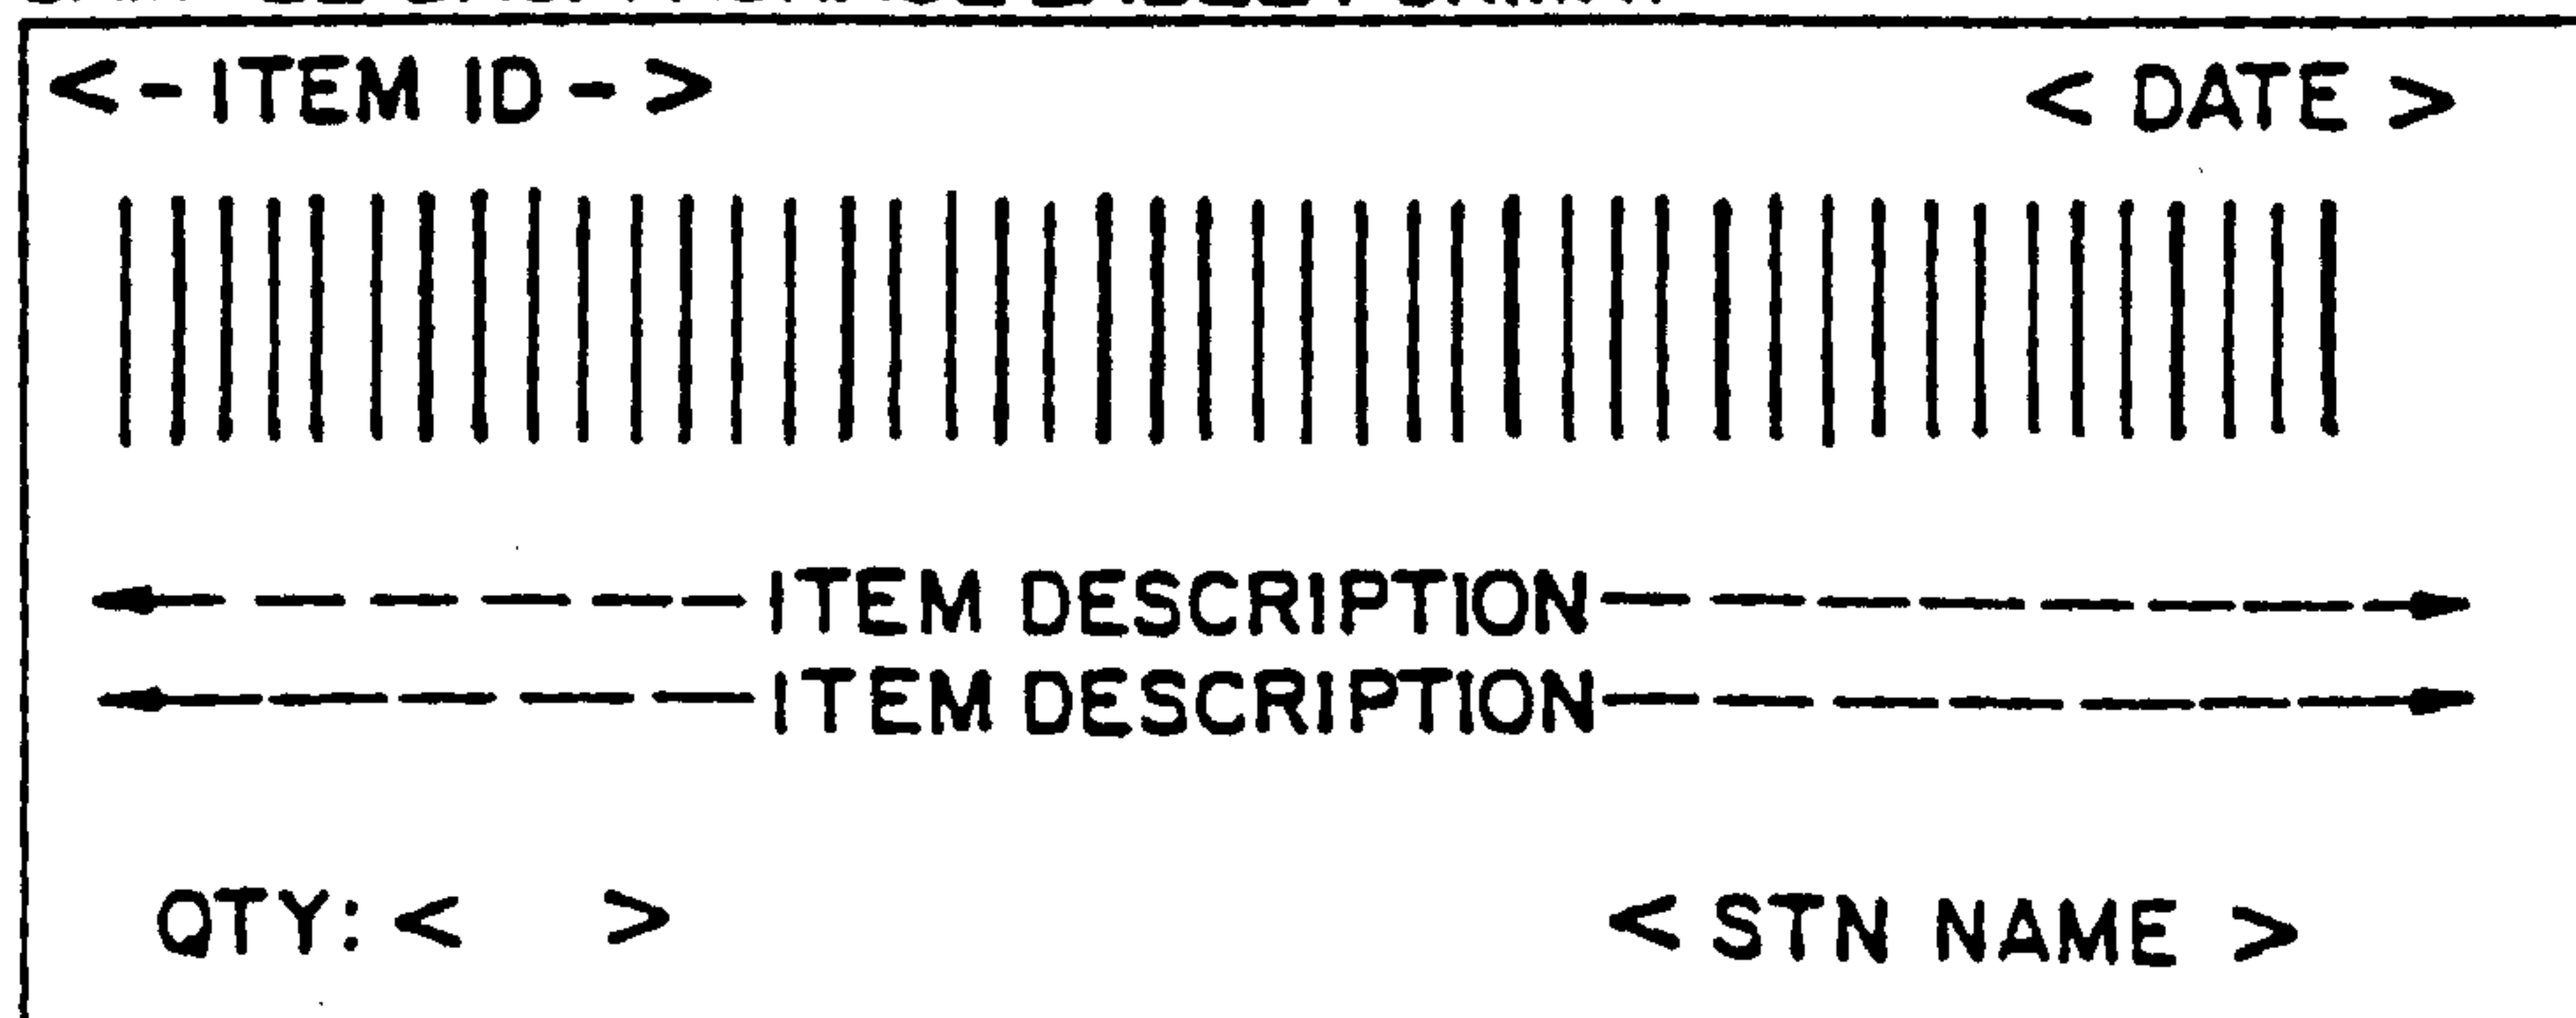 <- ITEM ID -> < DATE >
<------ITEM DESCRIPTION-------->
<-----ITEM DESCRIPTION------->
QTY: < > < STN NAME >